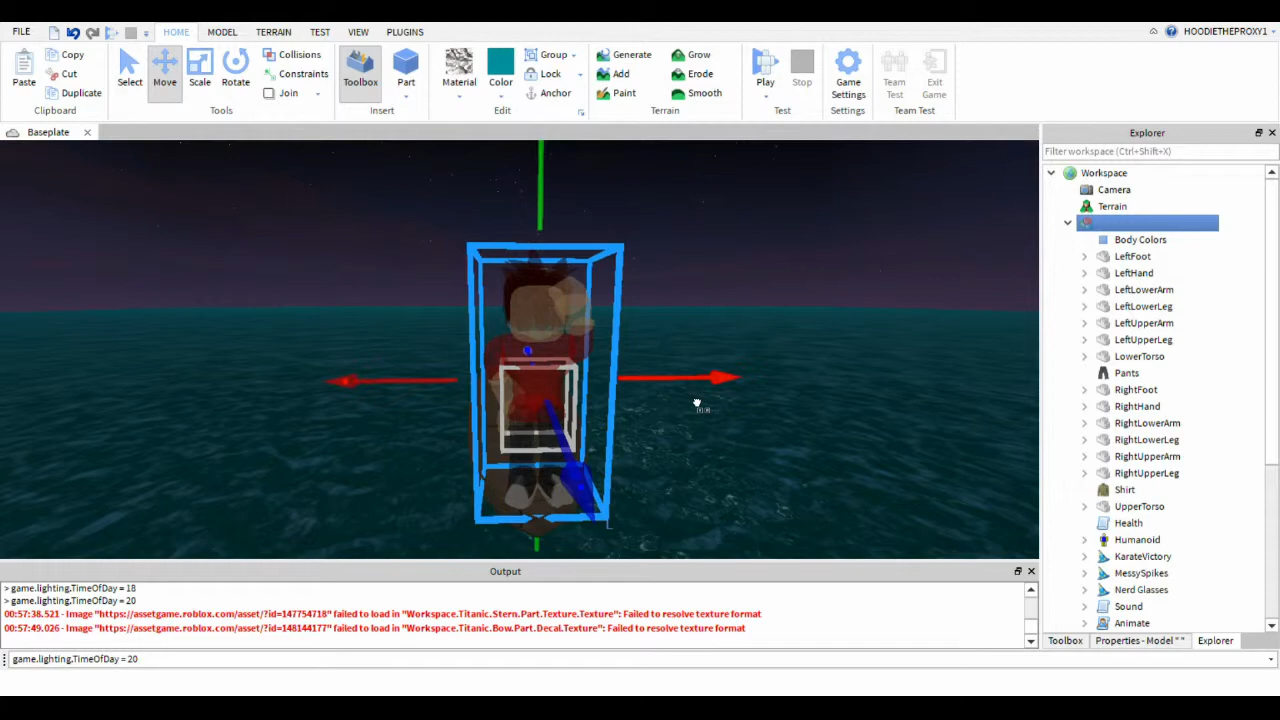 FILE HOME MODEL TERRAIN TEST VIEW PLUGINS HOODIETHEPROXY1
Paste Copy Cut Duplicate
Clipboard
Select Move Scale Rotate Collisions Constraints Join
Tools
Toolbox Part
Insert
Material Color Group Lock Anchor
Edit
Generate Add Paint Grow Erode Smooth
Terrain
Play Stop
Test
Game Settings
Settings
Team Test Exit Game
Team Test
Baseplate
Explorer
Filter workspace (Ctrl+Shift+X)
Workspace
Camera
Terrain
Body Colors
LeftFoot
LeftHand
LeftLowerArm
LeftLowerLeg
LeftUpperArm
LeftUpperLeg
LowerTorso
Pants
RightFoot
RightHand
RightLowerArm
RightLowerLeg
RightUpperArm
RightUpperLeg
Shirt
UpperTorso
Health
Humanoid
KarateVictory
MessySpikes
Nerd Glasses
Sound
Animate
Toolbox Properties - Model " " Explorer
Output
> game.lighting.TimeOfDay = 18
> game.lighting.TimeOfDay = 20
00:57:38.521 - Image "https://assetgame.roblox.com/asset/?id=147754718" failed to load in "Workspace.Titanic.Stern.Part.Texture.Texture": Failed to resolve texture format
00:57:49.026 - Image "https://assetgame.roblox.com/asset/?id=148144177" failed to load in "Workspace.Titanic.Bow.Part.Decal.Texture": Failed to resolve texture format
game.lighting.TimeOfDay = 20